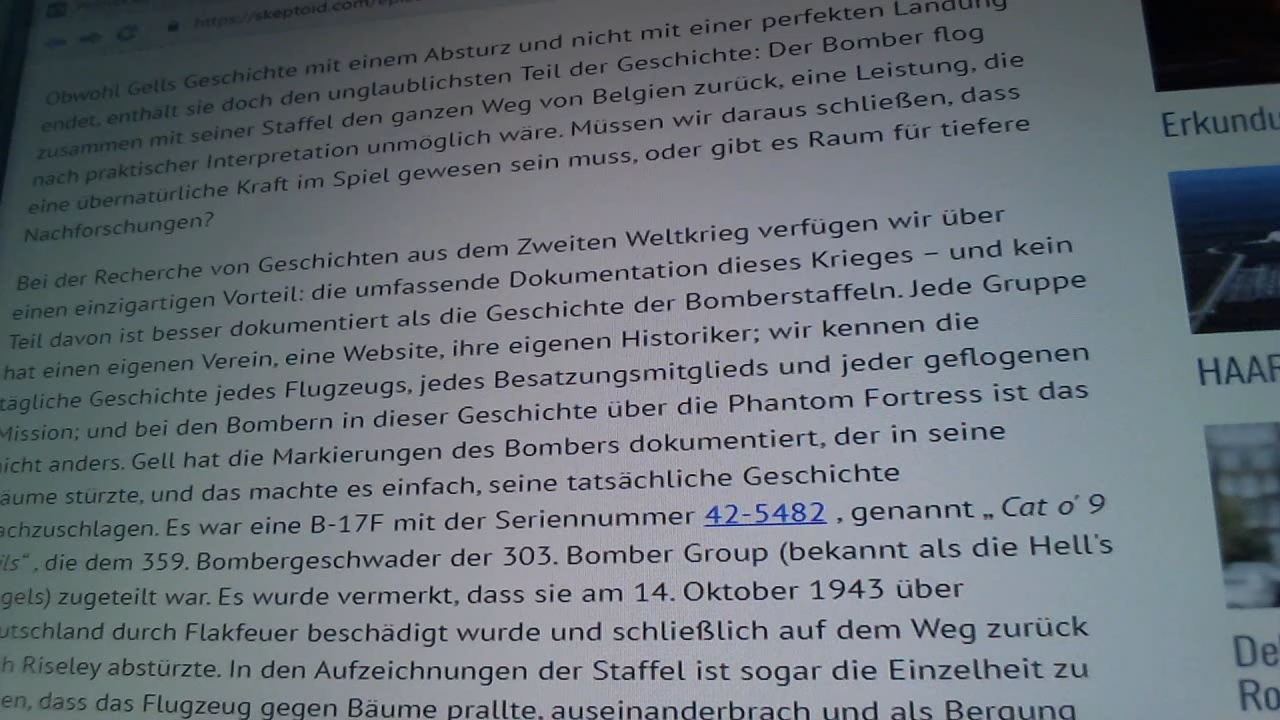 https://skeptoid.com/
Obwohl Gells Geschichte mit einem Absturz und nicht mit einer perfekten Landung
endet, enthält sie doch den unglaublichsten Teil der Geschichte: Der Bomber flog
zusammen mit seiner Staffel den ganzen Weg von Belgien zurück, eine Leistung, die
nach praktischer Interpretation unmöglich wäre. Müssen wir daraus schließen, dass
eine übernatürliche Kraft im Spiel gewesen sein muss, oder gibt es Raum für tiefere
Nachforschungen?
Bei der Recherche von Geschichten aus dem Zweiten Weltkrieg verfügen wir über
einen einzigartigen Vorteil: die umfassende Dokumentation dieses Krieges – und kein
Teil davon ist besser dokumentiert als die Geschichte der Bomberstaffeln. Jede Gruppe
hat einen eigenen Verein, eine Website, ihre eigenen Historiker; wir kennen die
tägliche Geschichte jedes Flugzeugs, jedes Besatzungsmitglieds und jeder geflogenen
Mission; und bei den Bombern in dieser Geschichte über die Phantom Fortress ist das
nicht anders. Gell hat die Markierungen des Bombers dokumentiert, der in seine
äume stürzte, und das machte es einfach, seine tatsächliche Geschichte
achzuschlagen. Es war eine B-17F mit der Seriennummer 42-5482 , genannt „ Cat o' 9
ils“ , die dem 359. Bombergeschwader der 303. Bomber Group (bekannt als die Hell's
gels) zugeteilt war. Es wurde vermerkt, dass sie am 14. Oktober 1943 über
utschland durch Flakfeuer beschädigt wurde und schließlich auf dem Weg zurück
h Riseley abstürzte. In den Aufzeichnungen der Staffel ist sogar die Einzelheit zu
en, dass das Flugzeug gegen Bäume prallte, auseinanderbrach und als Bergung
Erkundu
HAAF
De
Ro